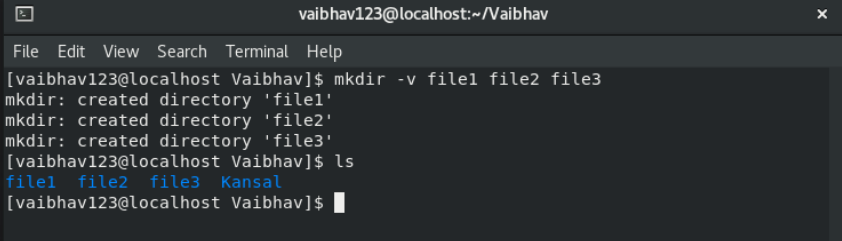 vaibhav123@localhost:~/Vaibhav
File Edit View Search Terminal Help
[vaibhav123@localhost Vaibhav]$ mkdir -v file1 file2 file3
mkdir: created directory 'file1'
mkdir: created directory 'file2'
mkdir: created directory 'file3'
[vaibhav123@localhost Vaibhav]$ ls
file1  file2  file3  Kansal
[vaibhav123@localhost Vaibhav]$